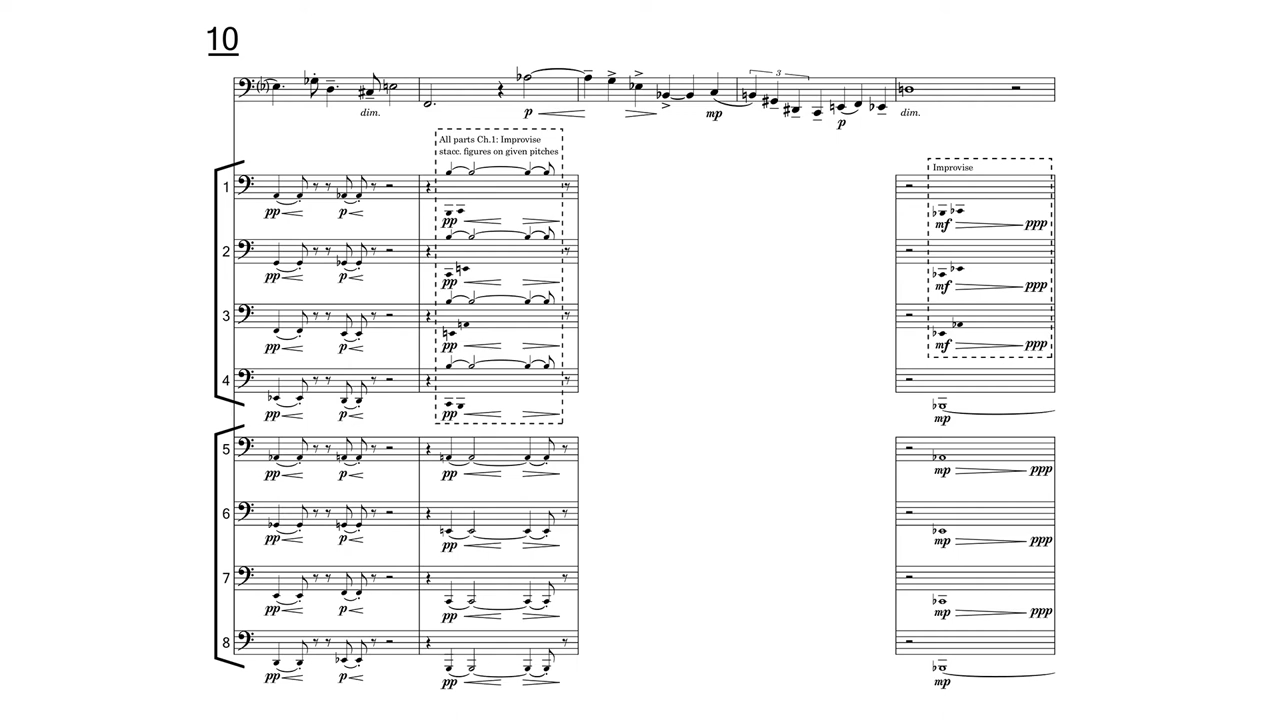 10
dim.
p
mp
3
p
dim.
All parts Ch.1: Improvise
stacc. figures on given pitches
Improvise
1
pp p pp mf ppp
2
pp p pp mf ppp
3
pp p pp mf ppp
4
pp p pp mp
5
pp p pp mp ppp
6
pp p pp mp ppp
7
pp p pp mp ppp
8
pp p pp mp